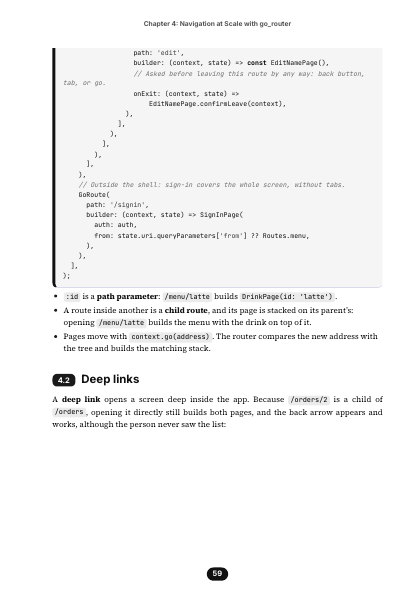 Chapter 4: Navigation at Scale with go_router
path: 'edit',
builder: (context, state) => const EditNamePage(),
// Asked before leaving this route by any way: back button,
tab, or go.
onExit: (context, state) =>
EditNamePage.confirmLeave(context),
),
],
),
],
),
],
),
// Outside the shell: sign-in covers the whole screen, without tabs.
GoRoute(
path: '/signin',
builder: (context, state) => SignInPage(
auth: auth,
from: state.uri.queryParameters['from'] ?? Routes.menu,
),
),
],
);
• :id is a path parameter: /menu/latte builds DrinkPage(id: 'latte').
• A route inside another is a child route, and its page is stacked on its parent's:
opening /menu/latte builds the menu with the drink on top of it.
• Pages move with context.go(address). The router compares the new address with
the tree and builds the matching stack.
4.2 Deep links
A deep link opens a screen deep inside the app. Because /orders/2 is a child of
/orders, opening it directly still builds both pages, and the back arrow appears and
works, although the person never saw the list:
59